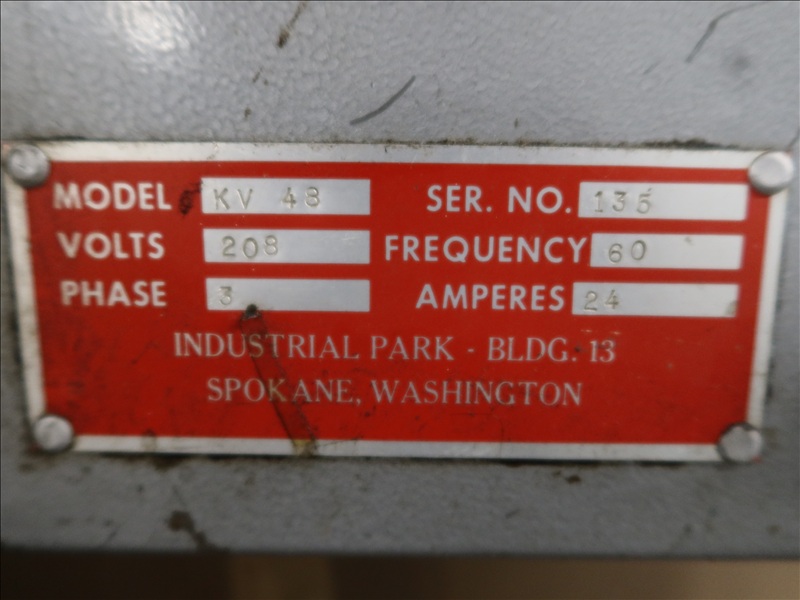 MODEL KV 48 SER. NO. 135
VOLTS 208 FREQUENCY 60
PHASE 3 AMPERES 24
INDUSTRIAL PARK - BLDG. 13
SPOKANE, WASHINGTON